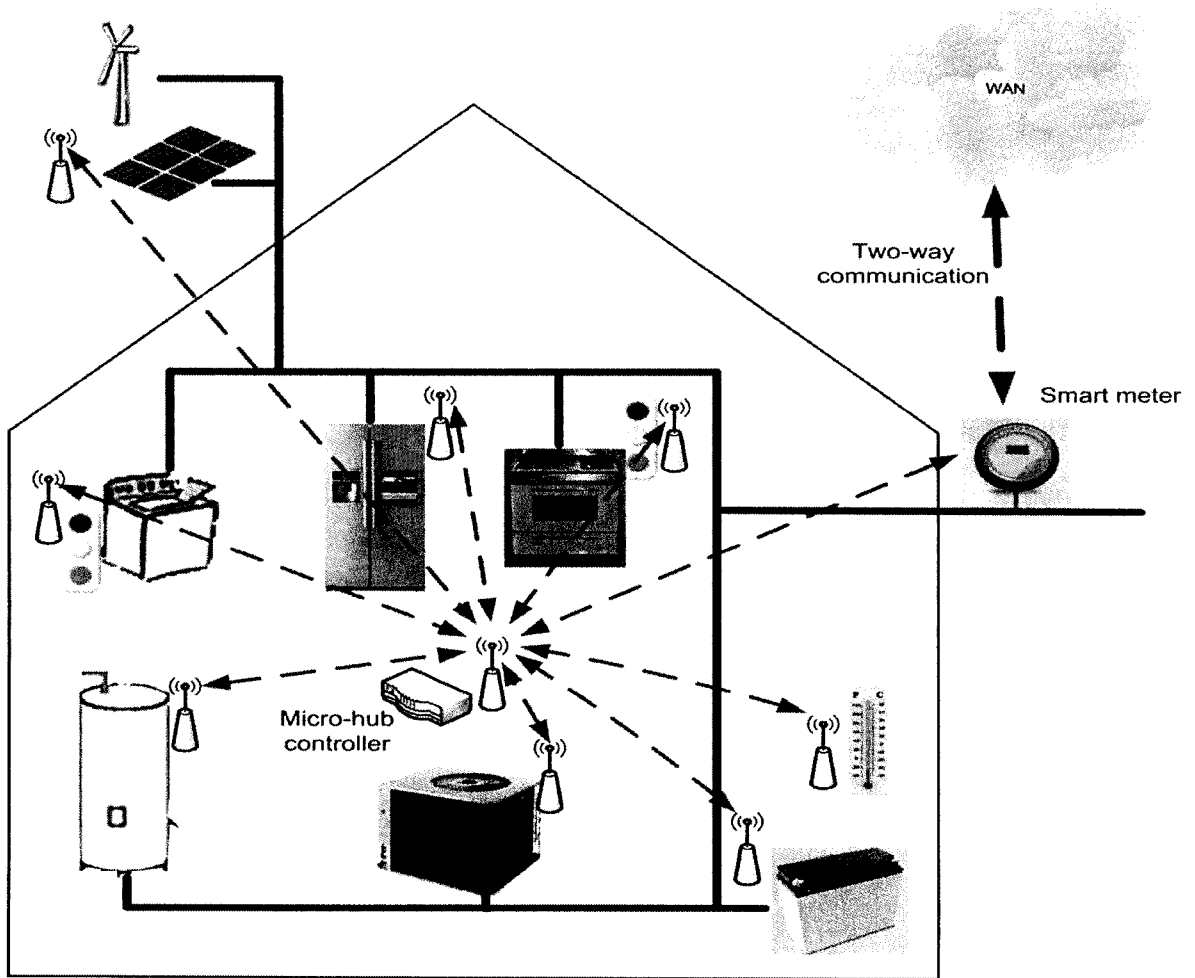 WAN
Two-way
communication
Smart meter
Micro-hub
controller
F C